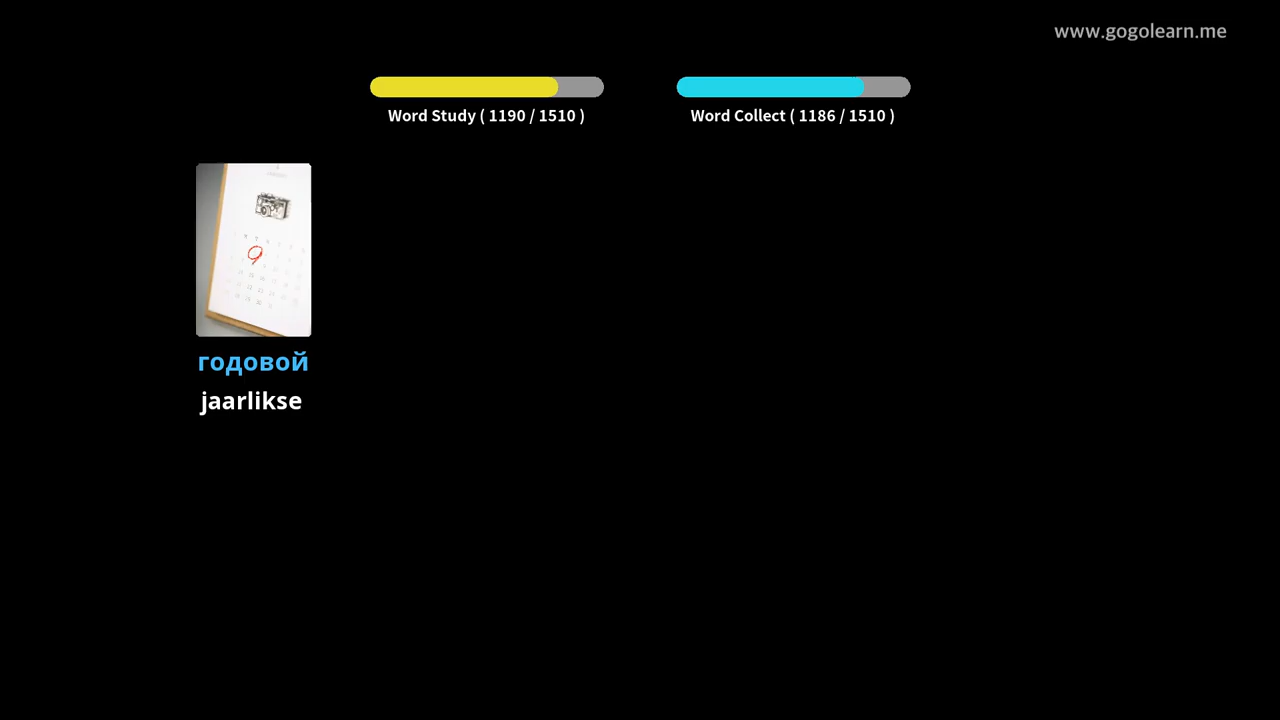 www.gogolearn.me
Word Study ( 1190 / 1510 )
Word Collect ( 1186 / 1510 )
годовой
jaarlikse